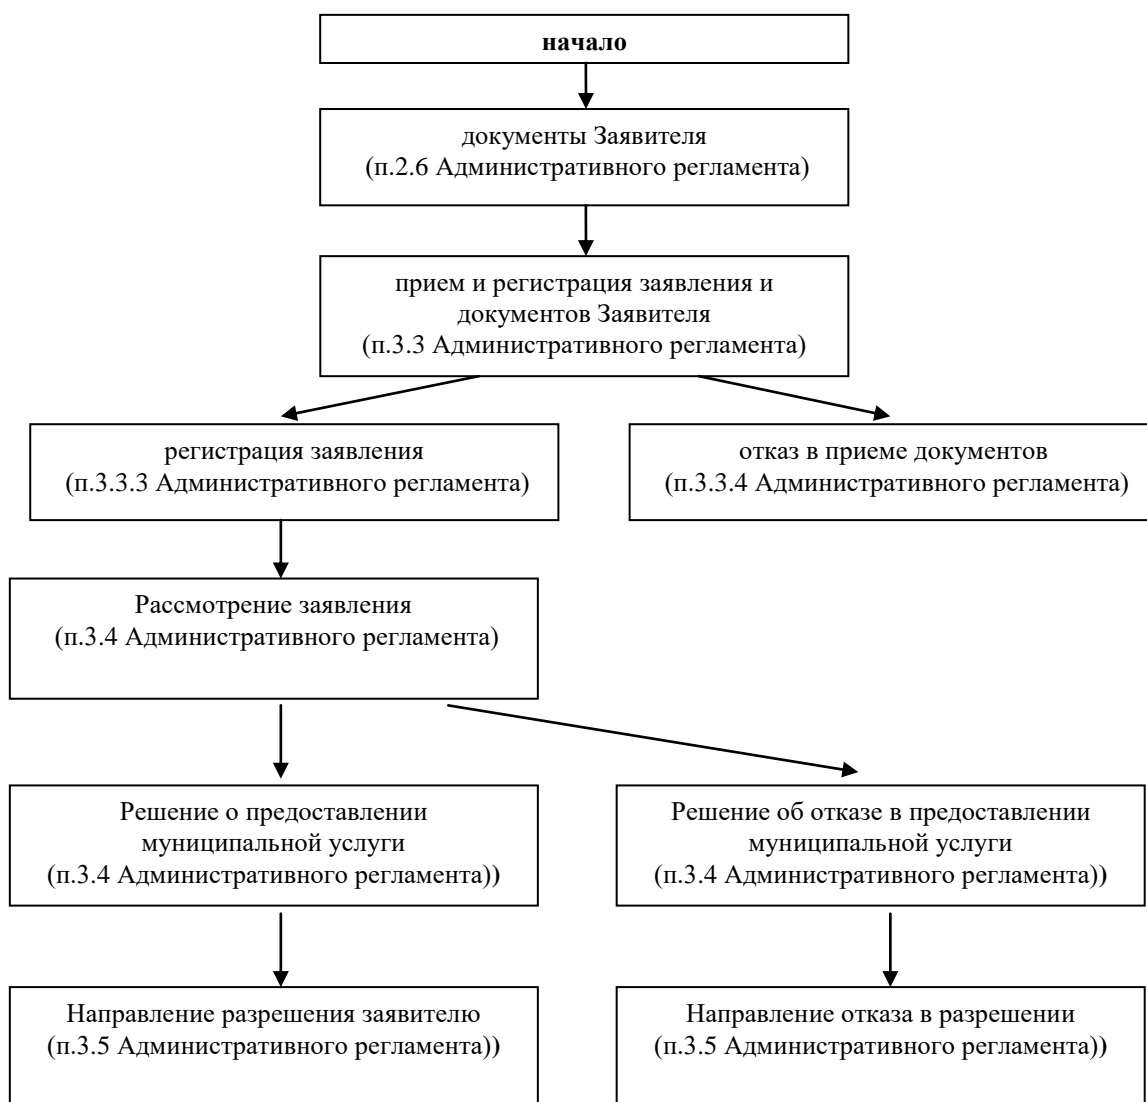 начало
документы Заявителя
(п.2.6 Административного регламента)
прием и регистрация заявления и
документов Заявителя
(п.3.3 Административного регламента)
регистрация заявления
(п.3.3.3 Административного регламента)
отказ в приеме документов
(п.3.3.4 Административного регламента)
Рассмотрение заявления
(п.3.4 Административного регламента)
Решение о предоставлении
муниципальной услуги
(п.3.4 Административного регламента))
Решение об отказе в предоставлении
муниципальной услуги
(п.3.4 Административного регламента))
Направление разрешения заявителю
(п.3.5 Административного регламента))
Направление отказа в разрешении
(п.3.5 Административного регламента))